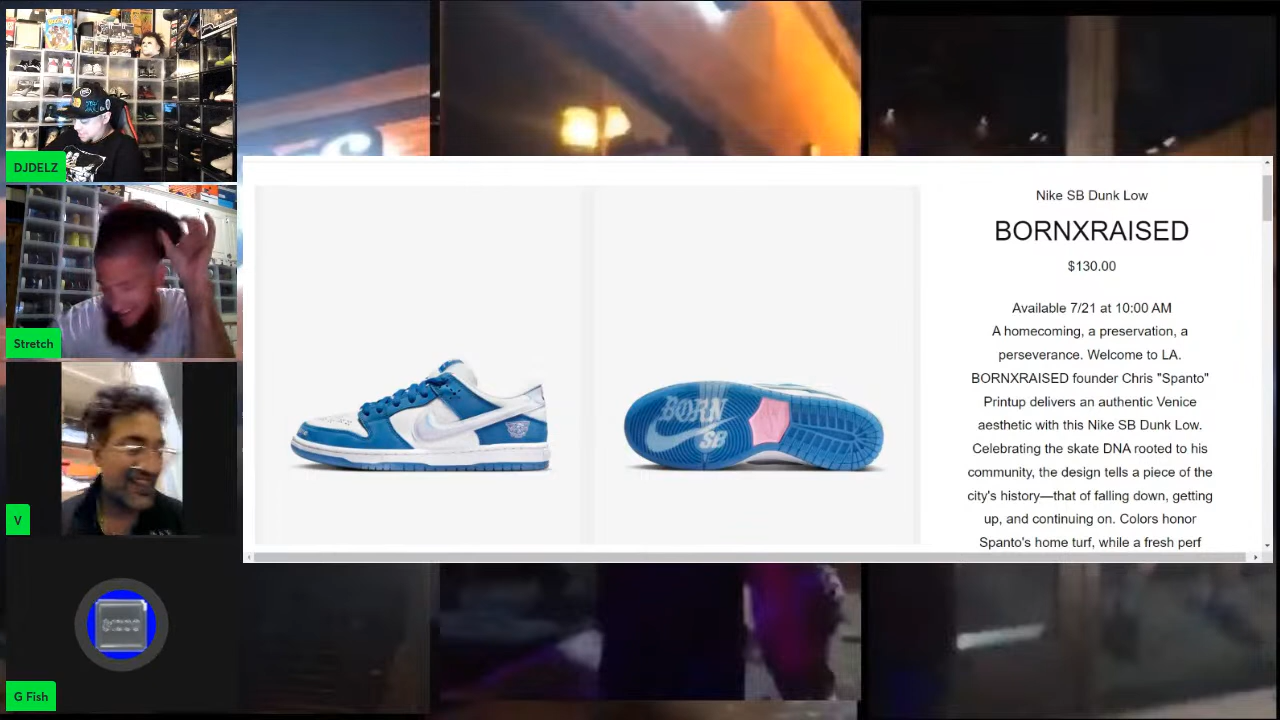 DJDELZ
Stretch
V
G Fish
Nike SB Dunk Low
BORNXRAISED
$130.00
Available 7/21 at 10:00 AM
A homecoming, a preservation, a
perseverance. Welcome to LA.
BORNXRAISED founder Chris "Spanto"
Printup delivers an authentic Venice
aesthetic with this Nike SB Dunk Low.
Celebrating the skate DNA rooted to his
community, the design tells a piece of the
city's history—that of falling down, getting
up, and continuing on. Colors honor
Spanto's home turf, while a fresh perf
BORN
SB